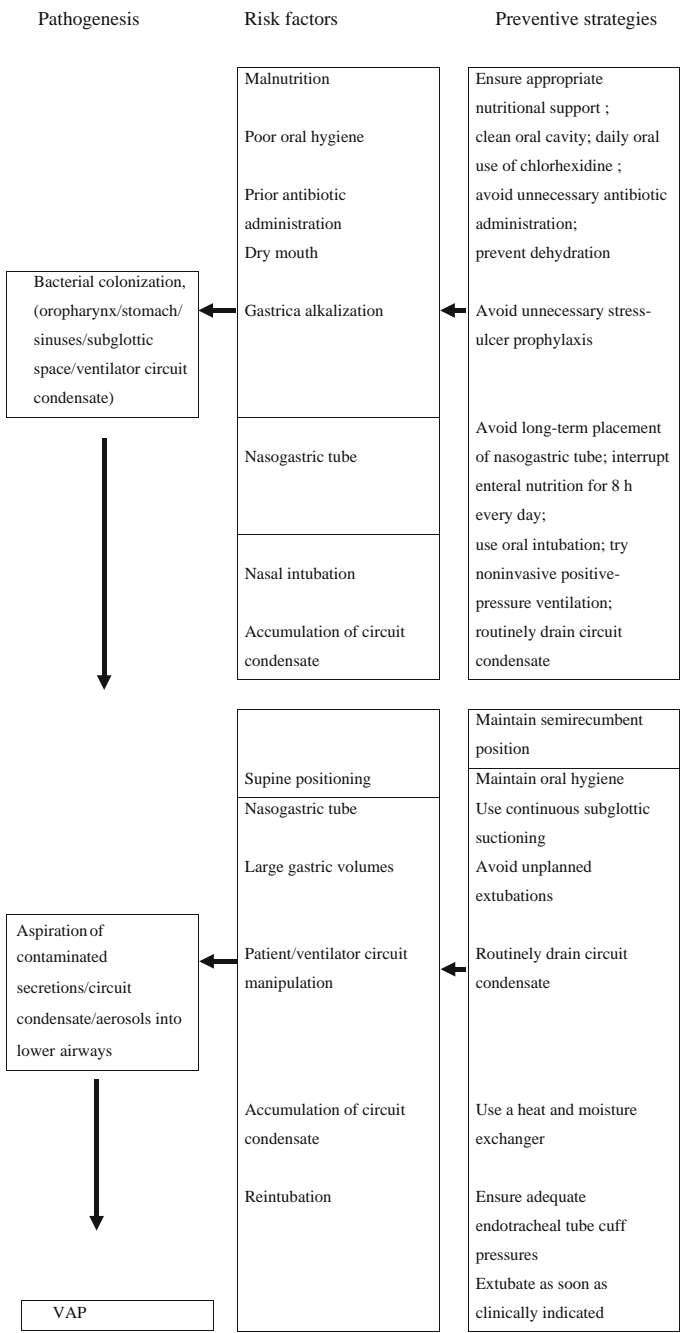 Pathogenesis
Risk factors
Preventive strategies
Bacterial colonization,
(oropharynx/stomach/
sinuses/subglottic
space/ventilator circuit
condensate)
Malnutrition
Poor oral hygiene
Prior antibiotic
administration
Dry mouth
Gastrica alkalization
Nasogastric tube
Nasal intubation
Accumulation of circuit
condensate
Ensure appropriate
nutritional support ;
clean oral cavity; daily oral
use of chlorhexidine ;
avoid unnecessary antibiotic
administration;
prevent dehydration
Avoid unnecessary stress-
ulcer prophylaxis
Avoid long-term placement
of nasogastric tube; interrupt
enteral nutrition for 8 h
every day;
use oral intubation; try
noninvasive positive-
pressure ventilation;
routinely drain circuit
condensate
Aspiration of
contaminated
secretions/circuit
condensate/aerosols into
lower airways
Supine positioning
Nasogastric tube
Large gastric volumes
Patient/ventilator circuit
manipulation
Accumulation of circuit
condensate
Reintubation
Maintain semirecumbent
position
Maintain oral hygiene
Use continuous subglottic
suctioning
Avoid unplanned
extubations
Routinely drain circuit
condensate
Use a heat and moisture
exchanger
Ensure adequate
endotracheal tube cuff
pressures
Extubate as soon as
clinically indicated
VAP